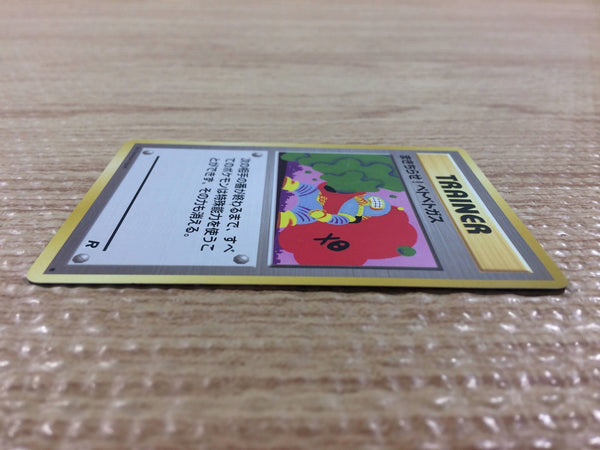 TRAINER
まきちらせ!ベトベトガス
次の相手の番が終わるまで、すべ
てのポケモンは特殊能力を使うこ
とができず、その力も消える。
R